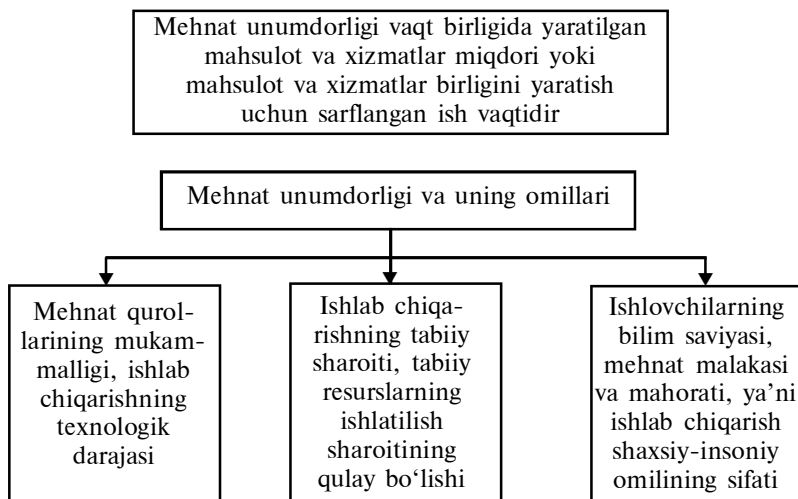 Mehnat unumdorligi vaqt birligida yaratilgan
mahsulot va xizmatlar miqdori yoki
mahsulot va xizmatlar birligini yaratish
uchun sarflangan ish vaqtidir
Mehnat unumdorligi va uning omillari
Mehnat qurol-
larining mukam-
malligi, ishlab
chiqarishning
texnologik
darajasi
Ishlab chiqa-
rishning tabiiy
sharoiti, tabiiy
resurslarning
ishlatilish
sharoitining
qulay bo‘lishi
Ishlovchilarning
bilim saviyasi,
mehnat malakasi
va mahorati, ya’ni
ishlab chiqarish
shaxsiy-insoniy
omilining sifati